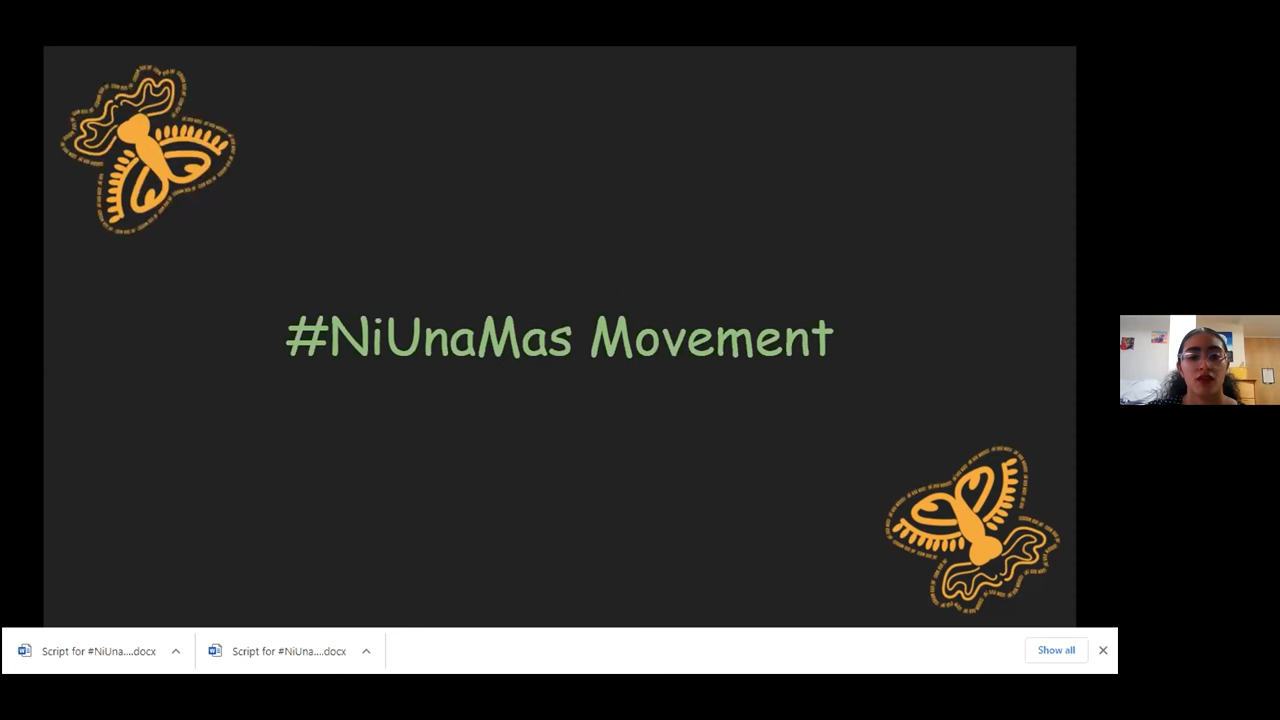 #NiUnaMas Movement
Script for #NiUna....docx
Script for #NiUna....docx
Show all